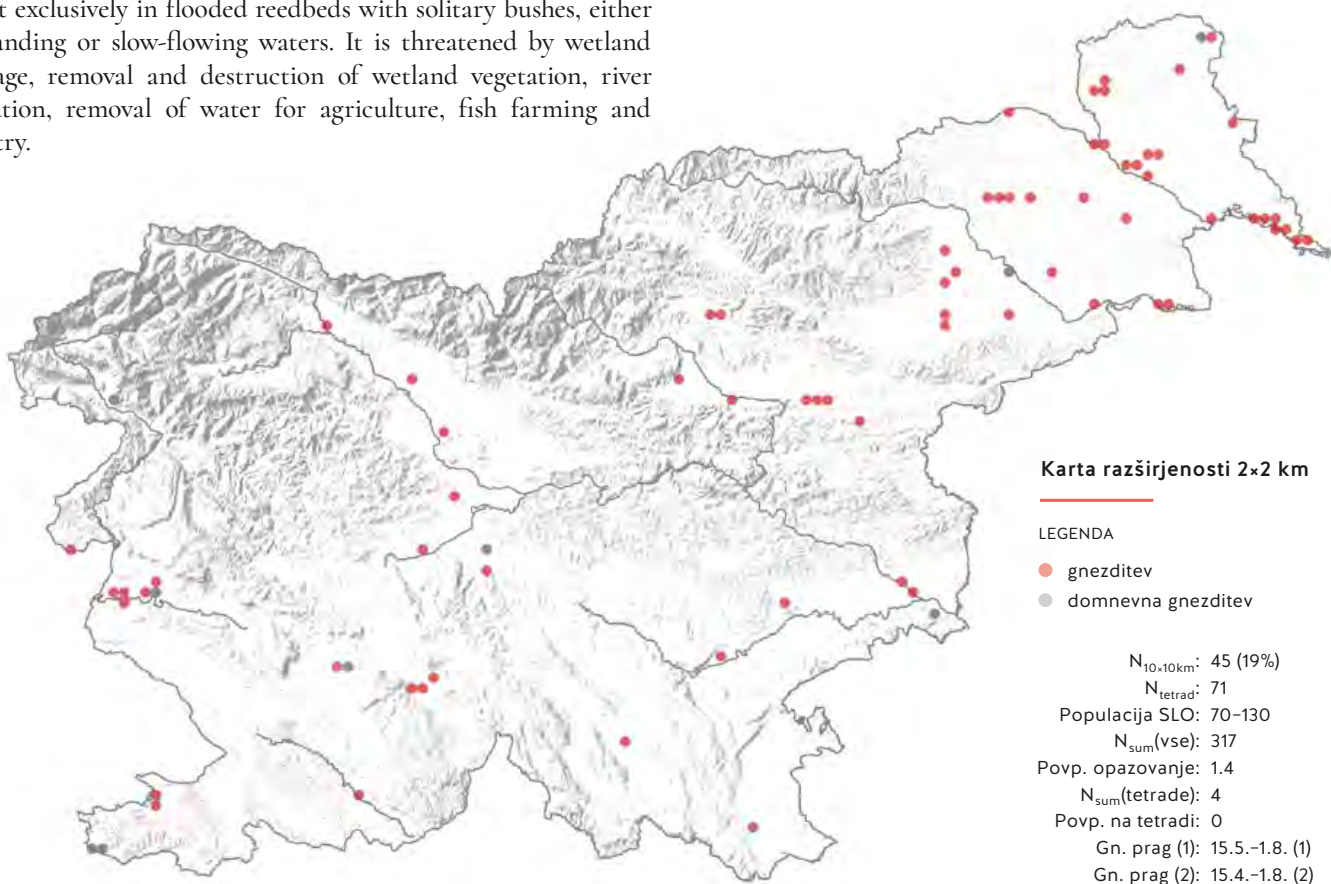 t exclusively in flooded reedbeds with solitary bushes, either
anding or slow-flowing waters. It is threatened by wetland
age, removal and destruction of wetland vegetation, river
ation, removal of water for agriculture, fish farming and
try.
Karta razširjenosti 2×2 km
LEGENDA
gnezditev
domnevna gnezditev
N10×10km: 45 (19%)
Ntetrad: 71
Populacija SLO: 70–130
Nsum(vse): 317
Povp. opazovanje: 1.4
Nsum(tetrade): 4
Povp. na tetradi: 0
Gn. prag (1): 15.5.–1.8. (1)
Gn. prag (2): 15.4.–1.8. (2)